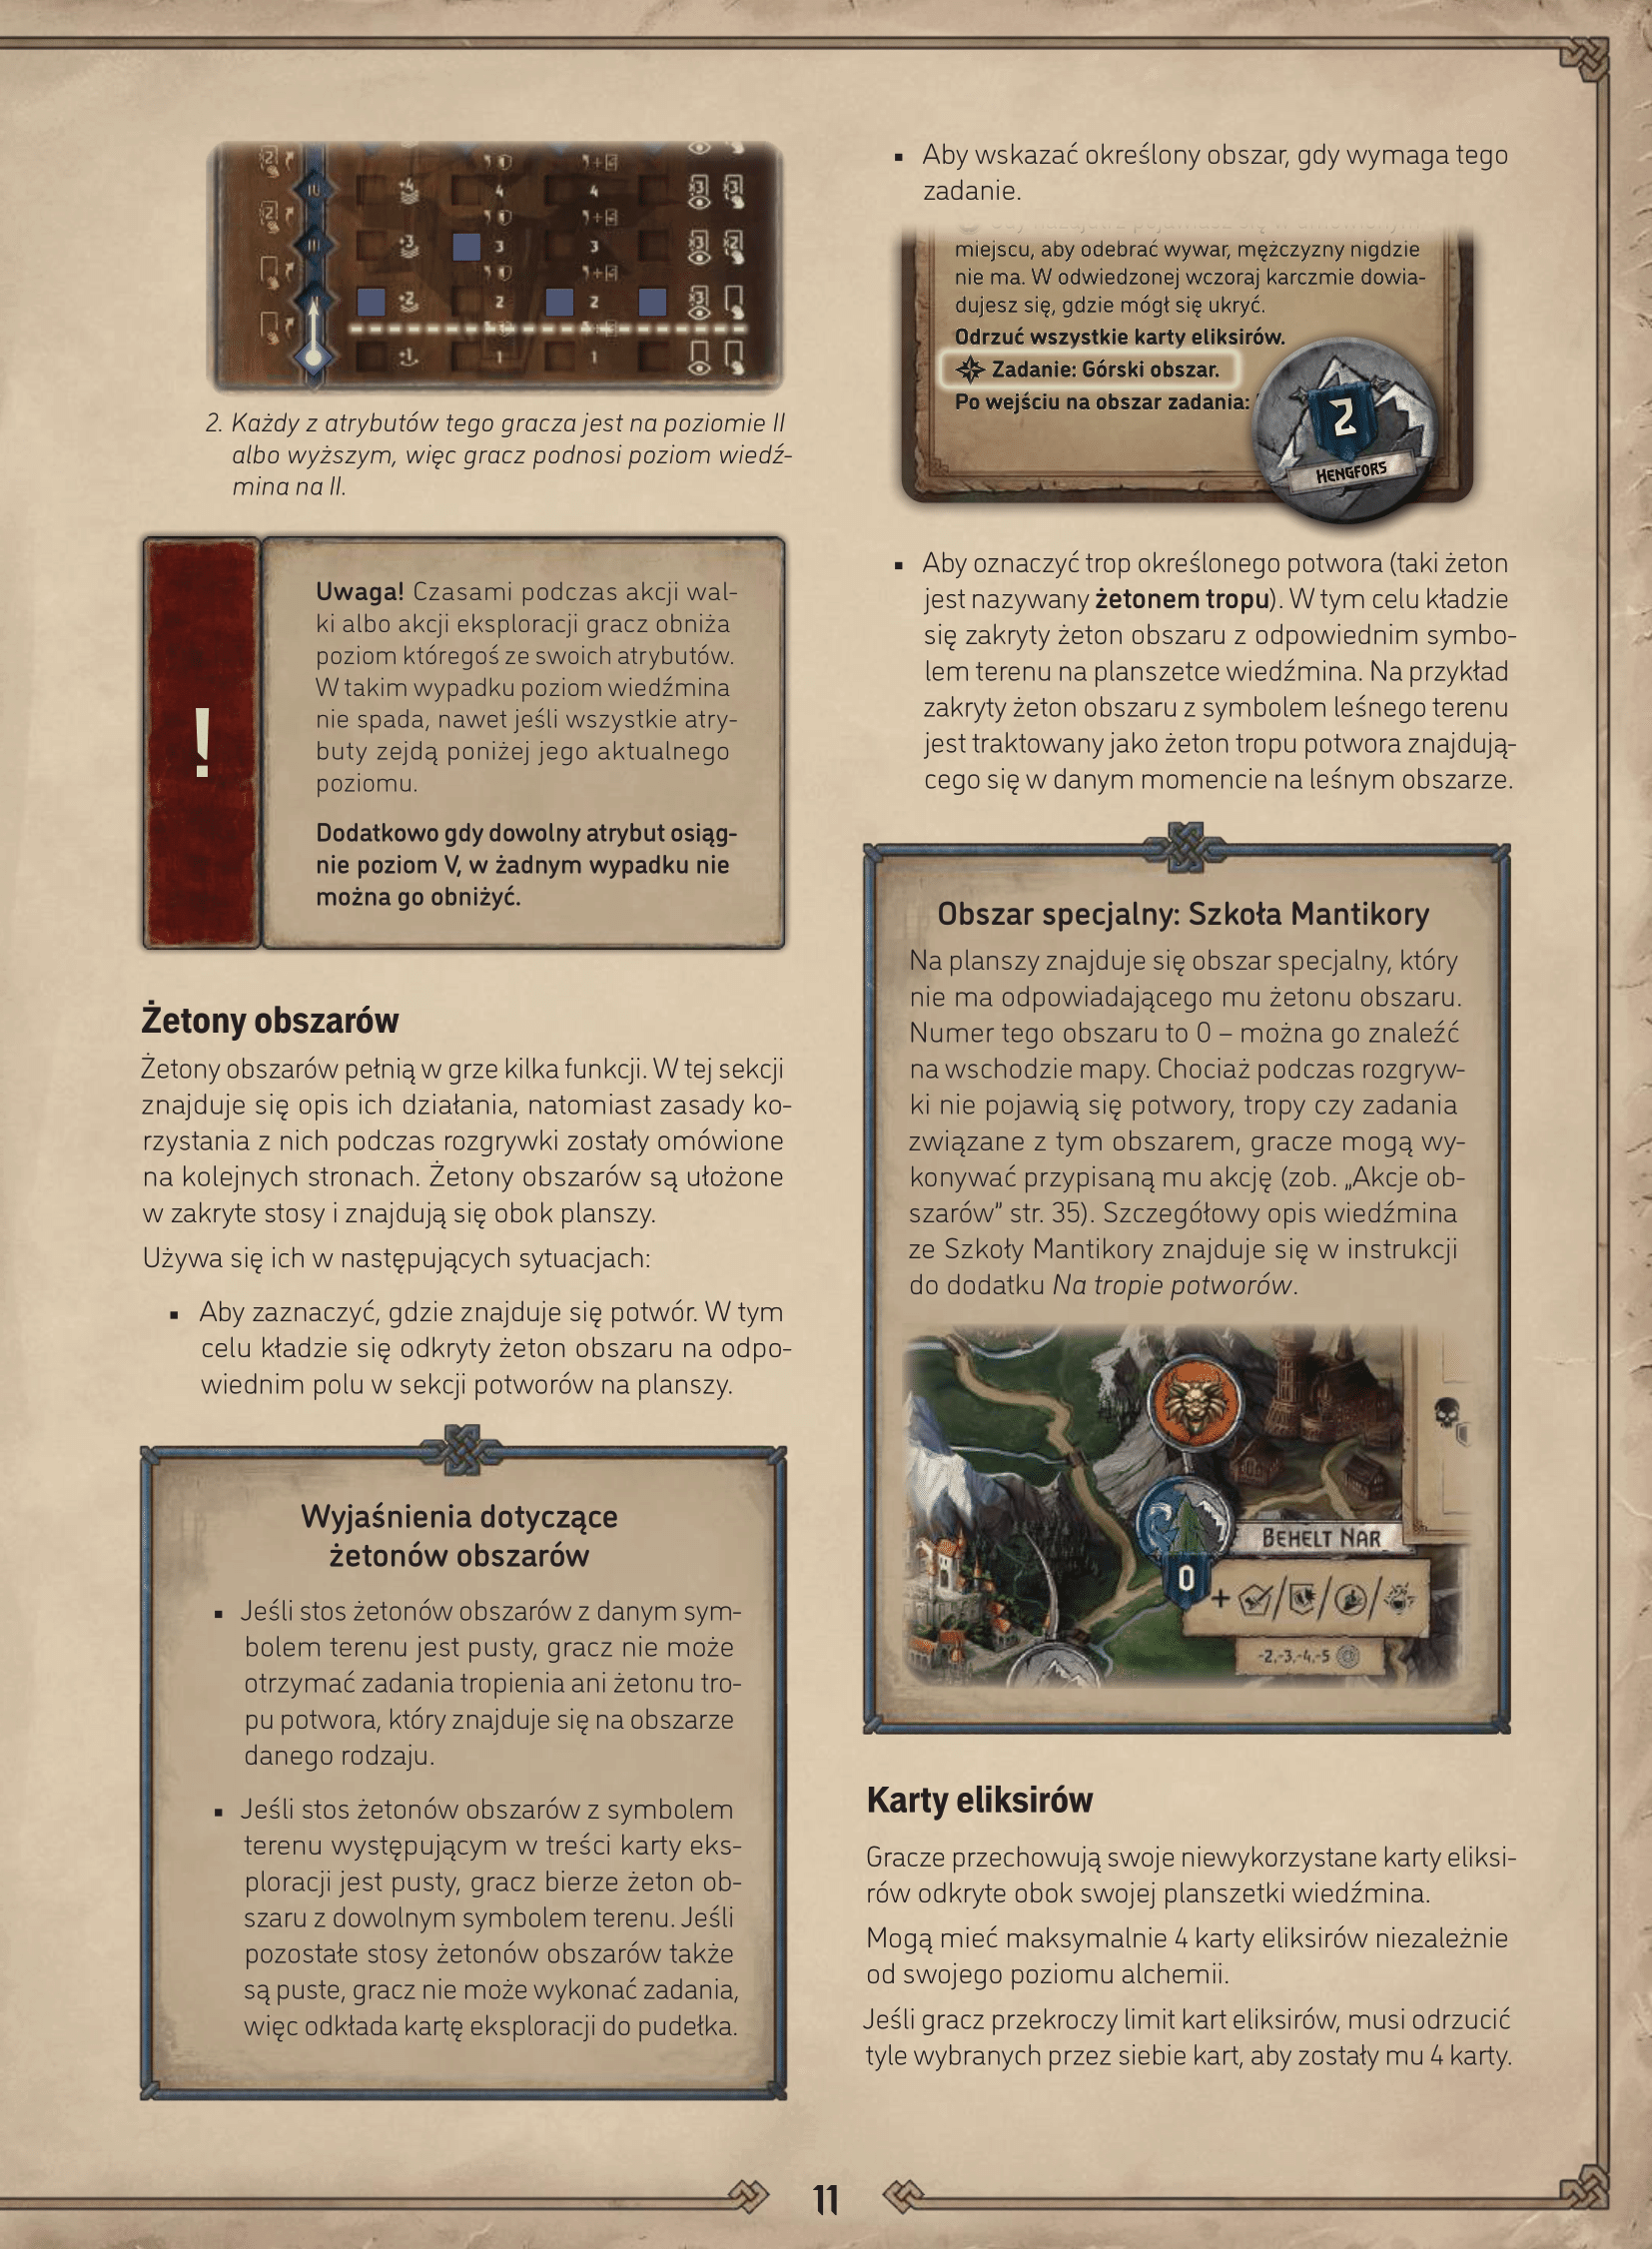 IV +4 4 4 x3 x3
x2
III +3 3 3 x3 x2
+2 2 2 x3
+1 1 1
2. Każdy z atrybutów tego gracza jest na poziomie II
albo wyższym, więc gracz podnosi poziom wiedź-
mina na II.
!
Uwaga! Czasami podczas akcji wal-
ki albo akcji eksploracji gracz obniża
poziom któregoś ze swoich atrybutów.
W takim wypadku poziom wiedźmina
nie spada, nawet jeśli wszystkie atry-
buty zejdą poniżej jego aktualnego
poziomu.
Dodatkowo gdy dowolny atrybut osiąg-
nie poziom V, w żadnym wypadku nie
można go obniżyć.
Żetony obszarów
Żetony obszarów pełnią w grze kilka funkcji. W tej sekcji
znajduje się opis ich działania, natomiast zasady ko-
rzystania z nich podczas rozgrywki zostały omówione
na kolejnych stronach. Żetony obszarów są ułożone
w zakryte stosy i znajdują się obok planszy.
Używa się ich w następujących sytuacjach:
▪ Aby zaznaczyć, gdzie znajduje się potwór. W tym
celu kładzie się odkryty żeton obszaru na odpo-
wiednim polu w sekcji potworów na planszy.
Wyjaśnienia dotyczące
żetonów obszarów
▪ Jeśli stos żetonów obszarów z danym sym-
bolem terenu jest pusty, gracz nie może
otrzymać zadania tropienia ani żetonu tro-
pu potwora, który znajduje się na obszarze
danego rodzaju.
▪ Jeśli stos żetonów obszarów z symbolem
terenu występującym w treści karty eks-
ploracji jest pusty, gracz bierze żeton ob-
szaru z dowolnym symbolem terenu. Jeśli
pozostałe stosy żetonów obszarów także
są puste, gracz nie może wykonać zadania,
więc odkłada kartę eksploracji do pudełka.
▪ Aby wskazać określony obszar, gdy wymaga tego
zadanie.
miejscu, aby odebrać wywar, mężczyzny nigdzie
nie ma. W odwiedzonej wczoraj karczmie dowia-
dujesz się, gdzie mógł się ukryć.
Odrzuć wszystkie karty eliksirów.
Zadanie: Górski obszar.
Po wejściu na obszar zadania:
2
HENGFORS
▪ Aby oznaczyć trop określonego potwora (taki żeton
jest nazywany żetonem tropu). W tym celu kładzie
się zakryty żeton obszaru z odpowiednim symbo-
lem terenu na planszetce wiedźmina. Na przykład
zakryty żeton obszaru z symbolem leśnego terenu
jest traktowany jako żeton tropu potwora znajdują-
cego się w danym momencie na leśnym obszarze.
Obszar specjalny: Szkoła Mantikory
Na planszy znajduje się obszar specjalny, który
nie ma odpowiadającego mu żetonu obszaru.
Numer tego obszaru to 0 – można go znaleźć
na wschodzie mapy. Chociaż podczas rozgryw-
ki nie pojawią się potwory, tropy czy zadania
związane z tym obszarem, gracze mogą wy-
konywać przypisaną mu akcję (zob. „Akcje ob-
szarów” str. 35). Szczegółowy opis wiedźmina
ze Szkoły Mantikory znajduje się w instrukcji
do dodatku Na tropie potworów.
BEHELT NAR
0
+ / / /
-2,-3,-4,-5
Karty eliksirów
Gracze przechowują swoje niewykorzystane karty eliksi-
rów odkryte obok swojej planszetki wiedźmina.
Mogą mieć maksymalnie 4 karty eliksirów niezależnie
od swojego poziomu alchemii.
Jeśli gracz przekroczy limit kart eliksirów, musi odrzucić
tyle wybranych przez siebie kart, aby zostały mu 4 karty.
11